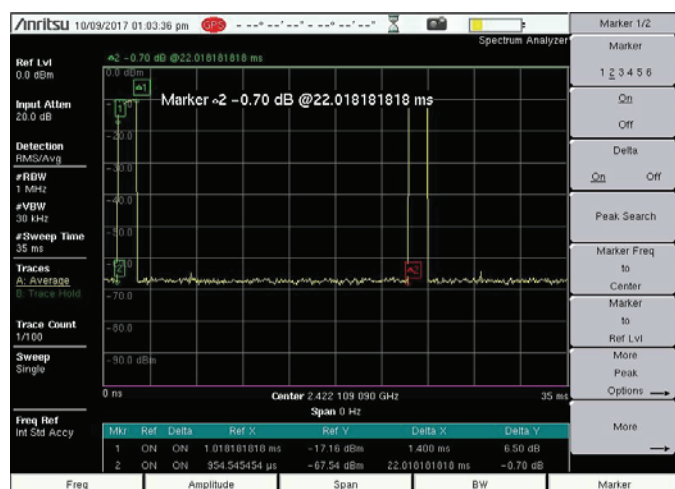 Anritsu 10/09/2017 01:03:36 pm GPS
Spectrum Analyzer
2 -0.70 dB @22.018181818 ms
Marker 2 -0.70 dB @22.018181818 ms
Ref Lvl
0.0 dBm
Input Atten
20.0 dB
Detection
RMS/Avg
#RBW
1 MHz
#VBW
30 kHz
#Sweep Time
35 ms
Traces
A: Average
B: Trace Hold
Trace Count
1/100
Sweep
Single
Freq Ref
Int Std Accy
0.0 dBm
-20.0
-30.0
-40.0
-50.0
-70.0
-80.0
-90.0 dBm
1
1
2
2
0 ns
Center 2.422 109 090 GHz
35 ms
Span 0 Hz
Mkr Ref Delta Ref X Ref Y Delta X Delta Y
1 ON ON 1.018181818 ms -17.16 dBm 1.400 ms 6.50 dB
2 ON ON 954.545454 µs -67.54 dBm 22.018181818 ms -0.70 dB
Marker 1/2
Marker
1 2 3 4 5 6
On
Off
Delta
On Off
Peak Search
Marker Freq
to
Center
Marker
to
Ref Lvl
More
Peak
Options
More
Freq
Amplitude
Span
BW
Marker